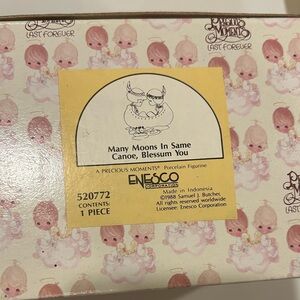 PRECIOUS MOMENTS
LAST FOREVER
PRECIOUS MOMENTS
LAST FOREVER
Many Moons In Same
Canoe, Blessum You
A PRECIOUS MOMENTS® Porcelain Figurine
ENESCO
CORPORATION
520772
CONTENTS:
1 PIECE
Made in Indonesia
©1988 Samuel J. Butcher,
All rights reserved worldwide
Licensee: Enesco Corporation
LAST